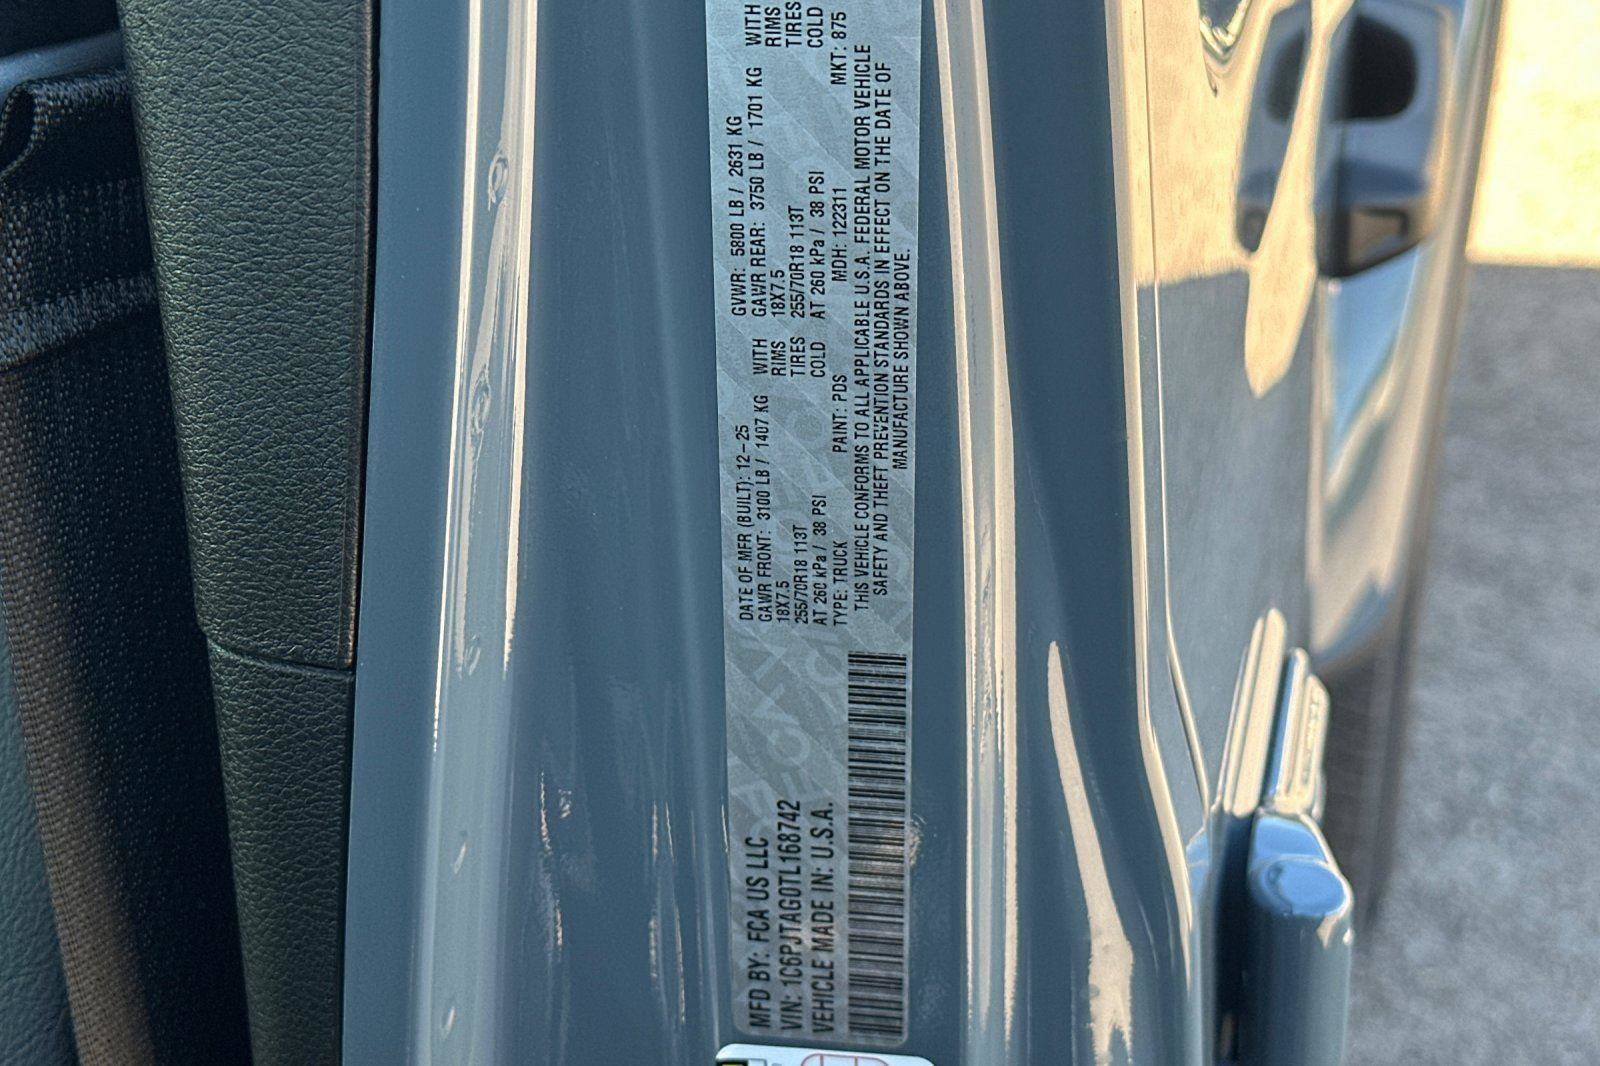 MFD BY: FCA US LLC
VIN: 1C6PJTAG0TL168742
VEHICLE MADE IN: U.S.A.
DATE OF MFR (BUILT): 12-25 GVWR: 5800 LB / 2631 KG
GAWR FRONT: 3100 LB / 1407 KG WITH GAWR REAR: 3750 LB / 1701 KG WITH
18X7.5 RIMS 18X7.5 RIMS
255/70R18 113T TIRES 255/70R18 113T TIRES
AT 260 kPa / 38 PSI COLD AT 260 kPa / 38 PSI COLD
TYPE: TRUCK PAINT: PDS MDH: 122311 MKT: 875
THIS VEHICLE CONFORMS TO ALL APPLICABLE U.S.A. FEDERAL MOTOR VEHICLE
SAFETY AND THEFT PREVENTION STANDARDS IN EFFECT ON THE DATE OF
MANUFACTURE SHOWN ABOVE.